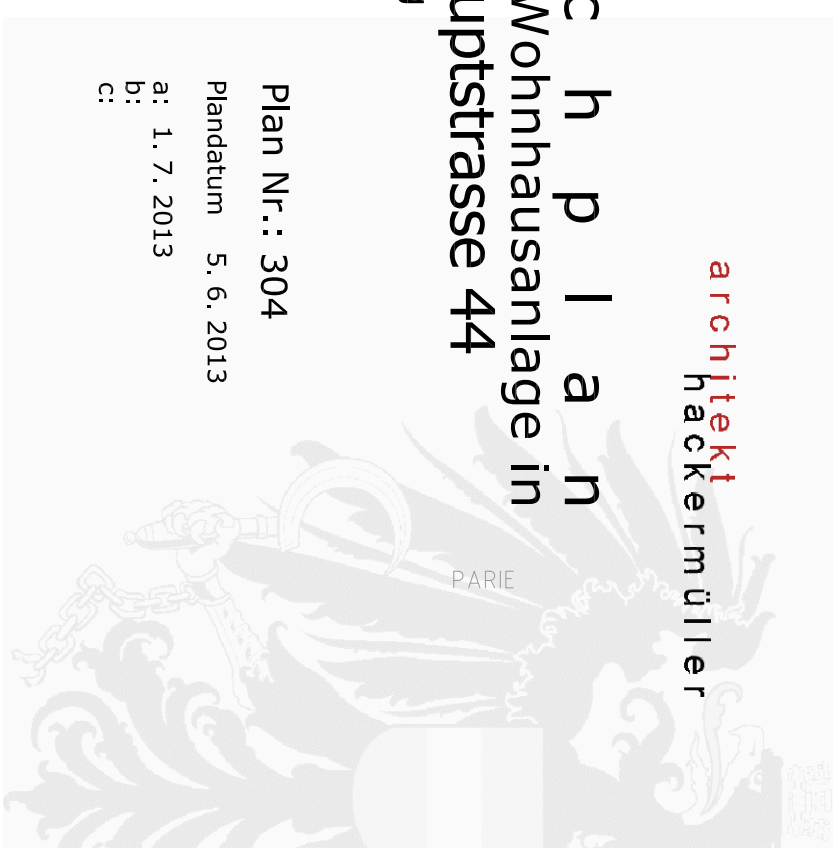 architekt
hackermüller
c h p l a n
Wohnhausanlage in
uptstrasse 44
Plan Nr.: 304
Plandatum 5. 6. 2013
a: 1. 7. 2013
b:
c:
PARIE